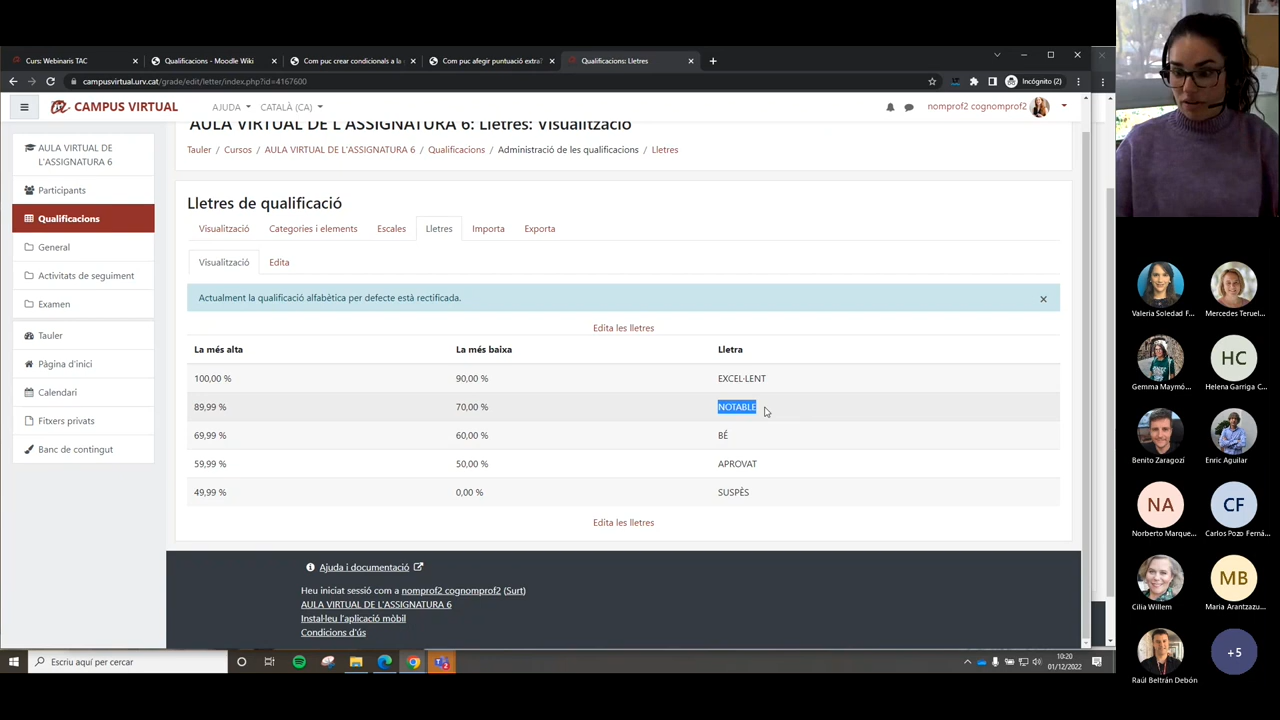 Curs: Webinaris TAC
Qualificacions - Moodle Wiki
Com puc crear condicionals a la
Com puc afegir puntuació extra?
Qualificacions: Lletres
campusvirtual.urv.cat/grade/edit/letter/index.php?id=4167600
Incógnito (2)
CAMPUS VIRTUAL
AJUDA
CATALÀ (CA)
nomprof2 cognomprof2
AULA VIRTUAL DE L'ASSIGNATURA 6: Lletres: Visualització
Tauler / Cursos / AULA VIRTUAL DE L'ASSIGNATURA 6 / Qualificacions / Administració de les qualificacions / Lletres
AULA VIRTUAL DE
L'ASSIGNATURA 6
Participants
Qualificacions
General
Activitats de seguiment
Examen
Tauler
Pàgina d'inici
Calendari
Fitxers privats
Banc de contingut
Lletres de qualificació
Visualització
Categories i elements
Escales
Lletres
Importa
Exporta
Visualització
Edita
Actualment la qualificació alfabètica per defecte està rectificada.
×
Edita les lletres
La més alta
La més baixa
Lletra
100,00 %
90,00 %
EXCEL·LENT
89,99 %
70,00 %
NOTABLE
69,99 %
60,00 %
BÉ
59,99 %
50,00 %
APROVAT
49,99 %
0,00 %
SUSPÈS
Edita les lletres
Ajuda i documentació
Heu iniciat sessió com a nomprof2 cognomprof2 (Surt)
AULA VIRTUAL DE L'ASSIGNATURA 6
Instal·leu l'aplicació mòbil
Condicions d'ús
Escriu aquí per cercar
10:20
01/12/2022
Valeria Soledad F...
Mercedes Teruel...
Gemma Maymó...
HC
Helena Garriga C...
Benito Zaragozí
Enric Aguilar
NA
Norberto Marque...
CF
Carlos Pozo Ferná...
Cilia Willem
MB
Maria Arantzazu...
Raúl Beltrán Debón
+5